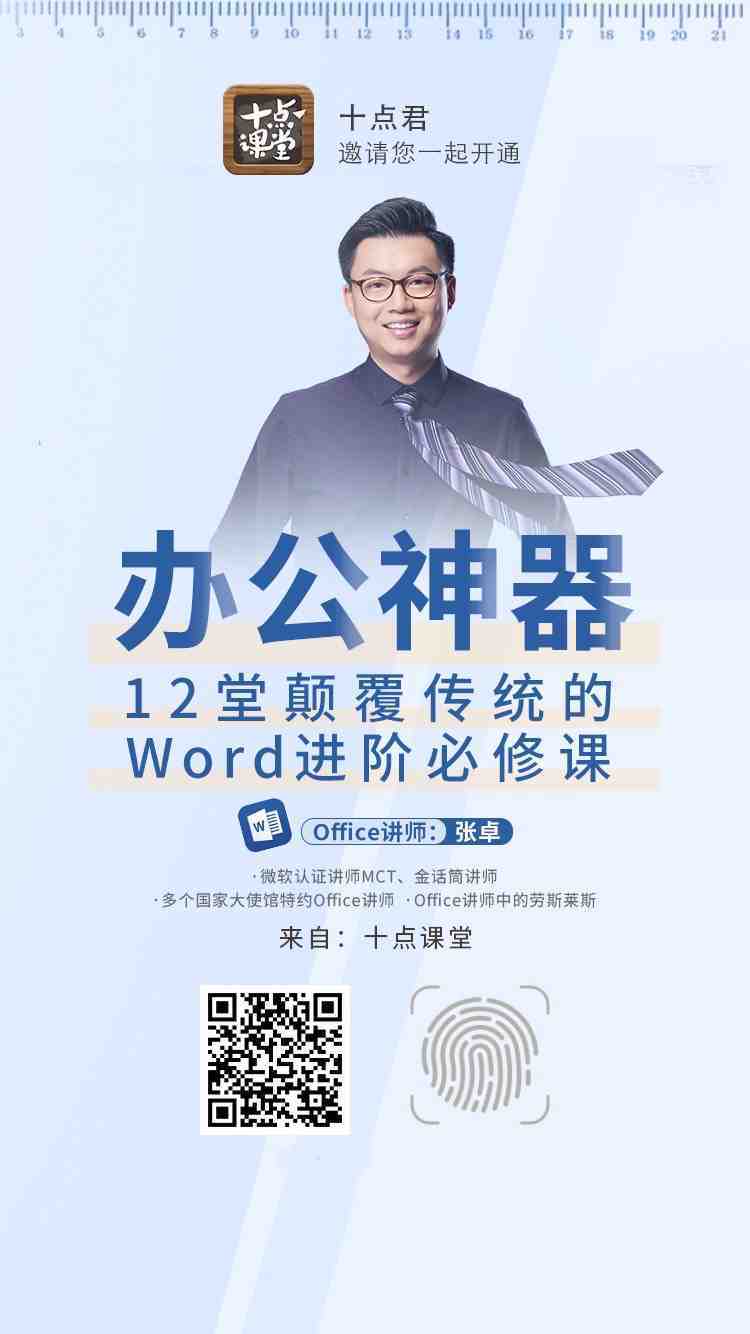 3 4 5 6 7 8 9 10 11 12 13 14 15 16 17 18 19 20 21
十点课堂
十点君
邀请您一起开通
办公神器
12堂颠覆传统的
Word进阶必修课
W
Office讲师：张卓
·微软认证讲师MCT、金话筒讲师
·多个国家大使馆特约Office讲师 ·Office讲师中的劳斯莱斯
来自：十点课堂